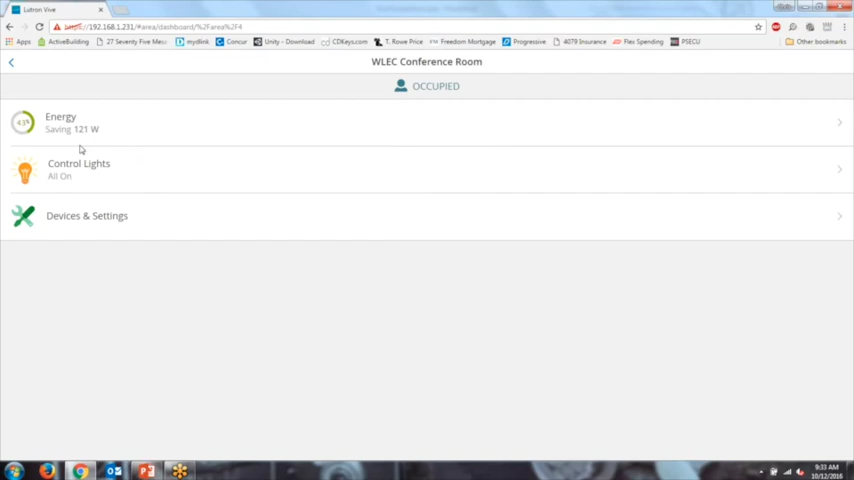 Lutron Vive
https://192.168.1.231/#area/dashboard/%2Farea%2F4
Apps ActiveBuilding 27 Seventy Five Mesa mydlink Concur Unity - Download CDKeys.com T. Rowe Price Freedom Mortgage Progressive 4079 Insurance Flex Spending PSECU Other bookmarks
WLEC Conference Room
OCCUPIED
43%
Energy
Saving 121 W
Control Lights
All On
Devices & Settings
9:33 AM
10/12/2016